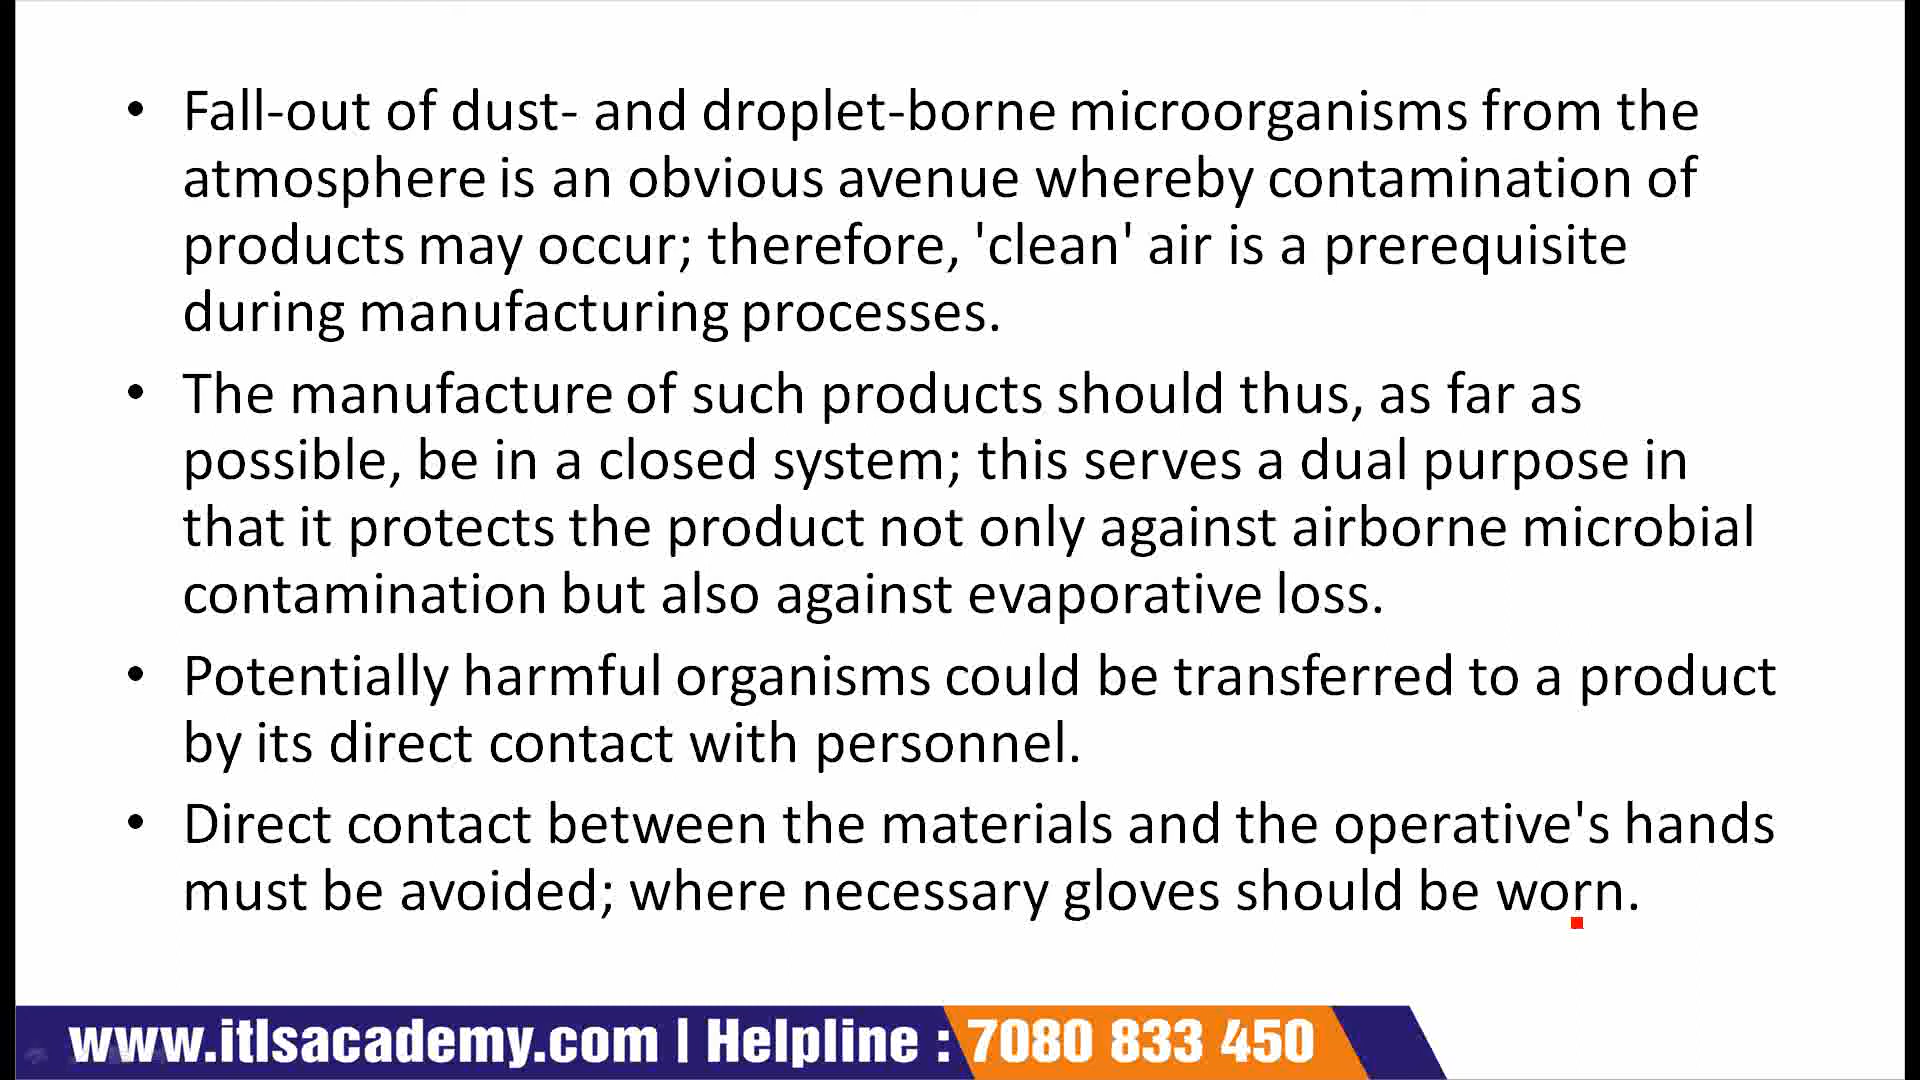 • Fall-out of dust- and droplet-borne microorganisms from the
atmosphere is an obvious avenue whereby contamination of
products may occur; therefore, 'clean' air is a prerequisite
during manufacturing processes.
• The manufacture of such products should thus, as far as
possible, be in a closed system; this serves a dual purpose in
that it protects the product not only against airborne microbial
contamination but also against evaporative loss.
• Potentially harmful organisms could be transferred to a product
by its direct contact with personnel.
• Direct contact between the materials and the operative's hands
must be avoided; where necessary gloves should be worn.
www.itlsacademy.com | Helpline : 7080 833 450